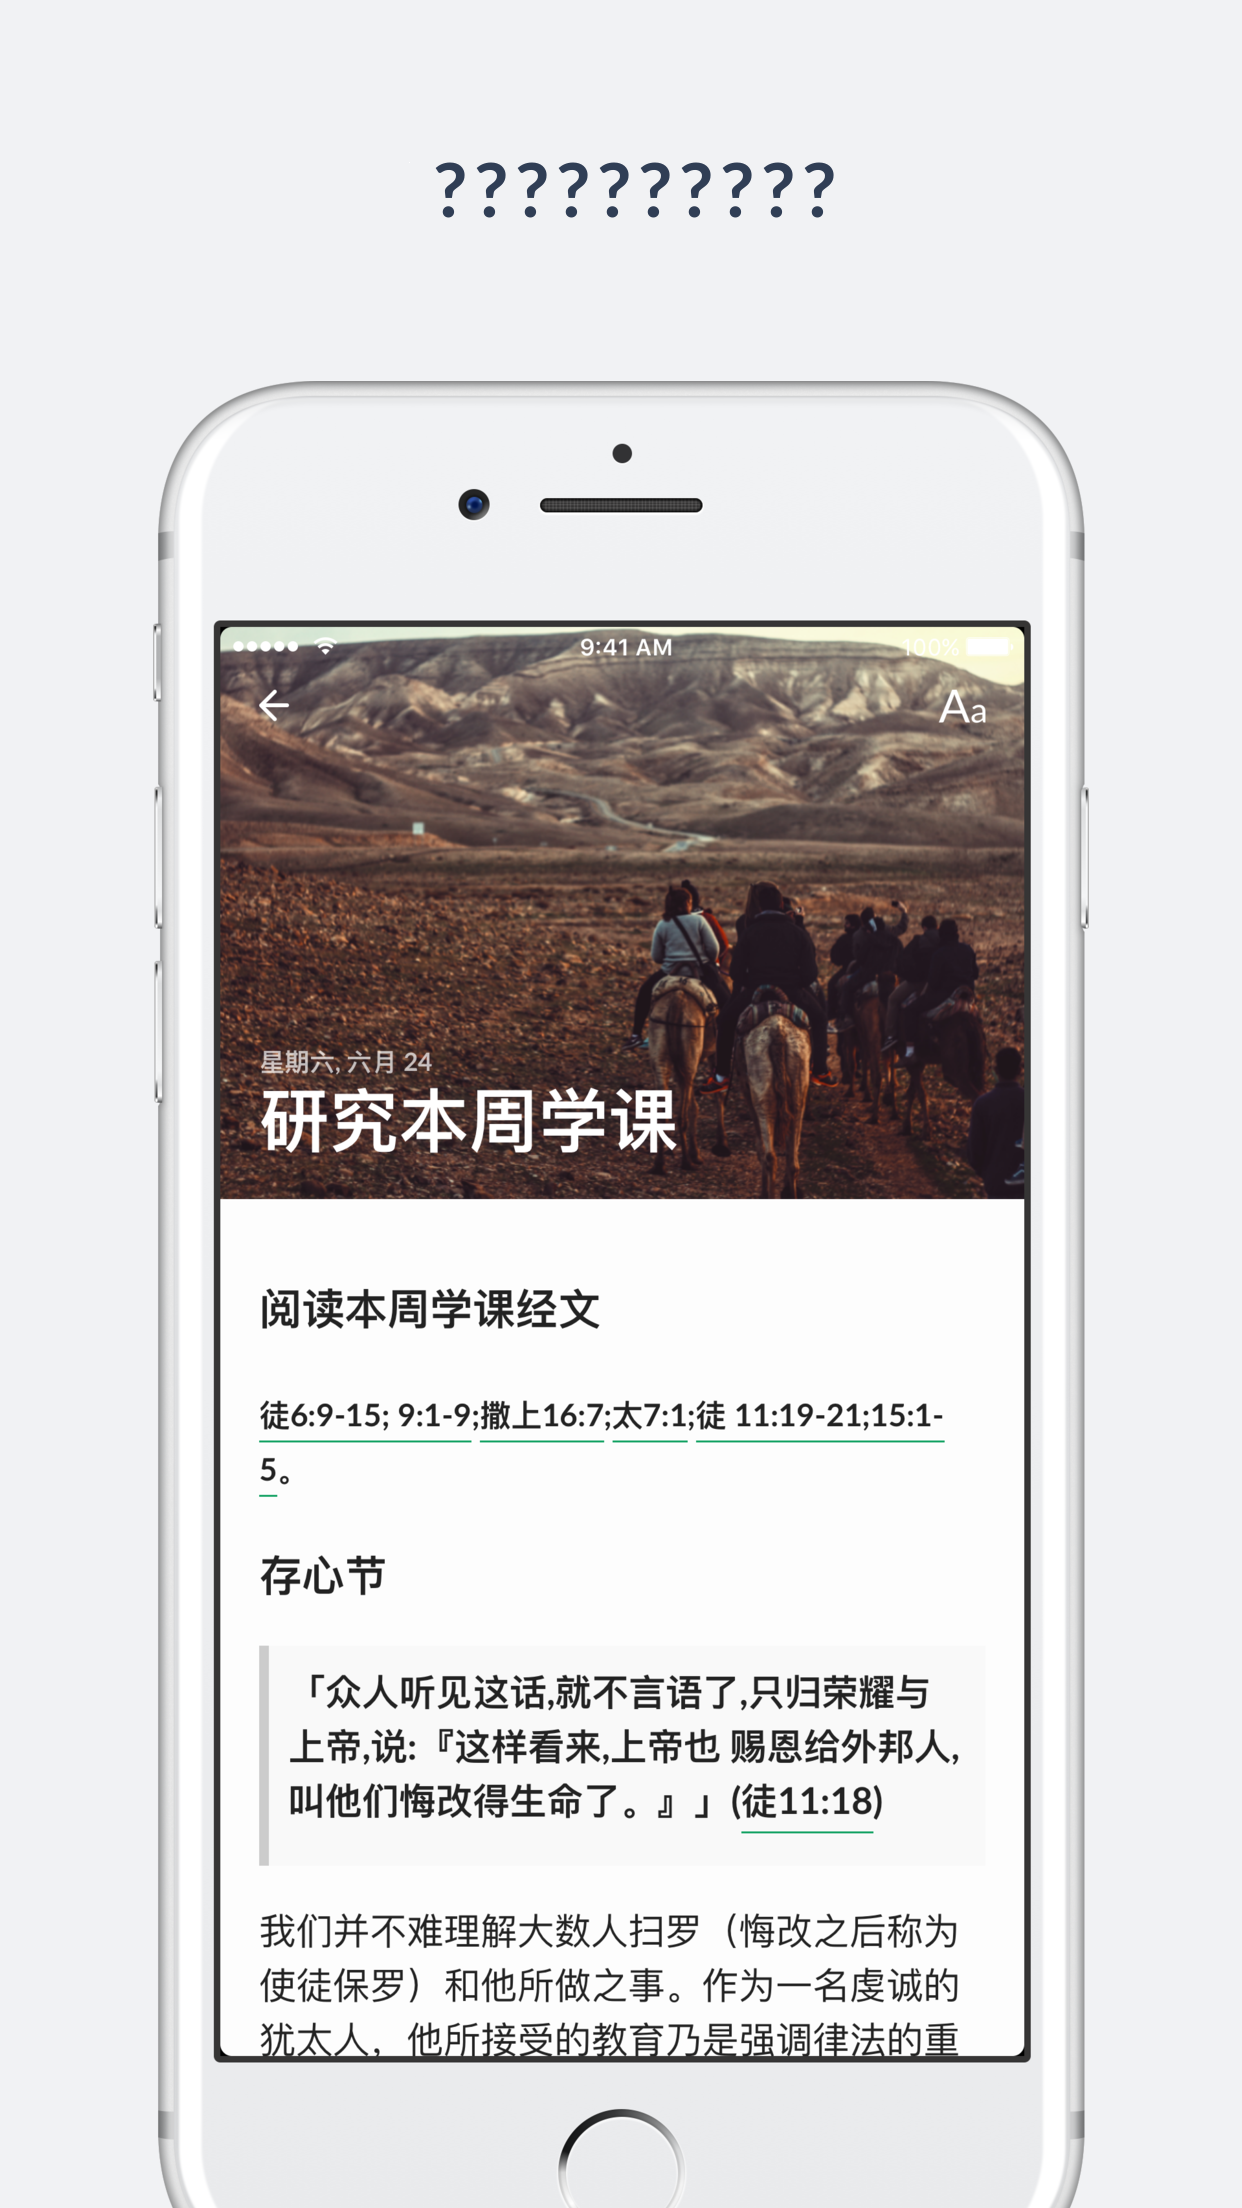 ??????????
9:41 AM
100%
Aa
星期六, 六月 24
研究本周学课
阅读本周学课经文
徒6:9-15; 9:1-9;撒上16:7;太7:1;徒 11:19-21;15:1-
5。
存心节
「众人听见这话,就不言语了,只归荣耀与
上帝,说:『这样看来,上帝也 赐恩给外邦人,
叫他们悔改得生命了。』」(徒11:18)
我们并不难理解大数人扫罗（悔改之后称为
使徒保罗）和他所做之事。作为一名虔诚的
犹太人，他所接受的教育乃是强调律法的重